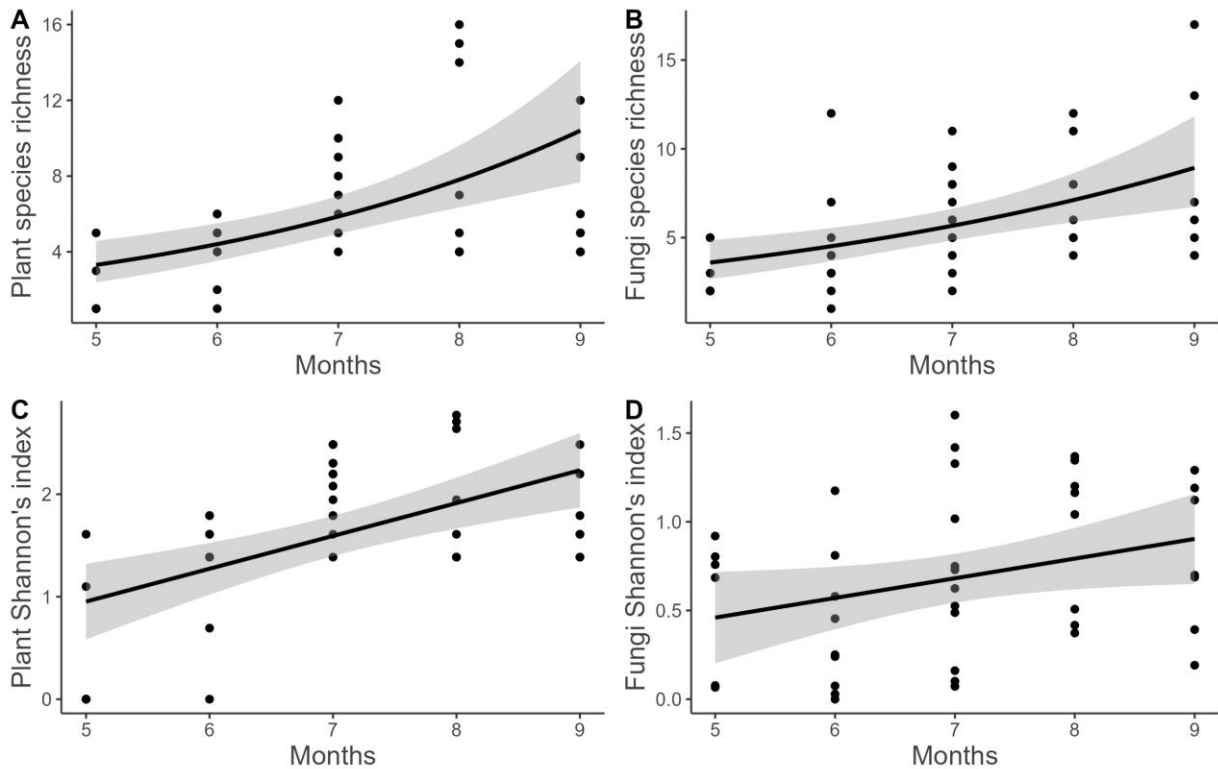 A
Plant species richness
16
12
8
4
5 6 7 8 9
Months
B
Fungi species richness
15
10
5
5 6 7 8 9
Months
C
Plant Shannon's index
2
1
0
5 6 7 8 9
Months
D
Fungi Shannon's index
1.5
1.0
0.5
0.0
5 6 7 8 9
Months